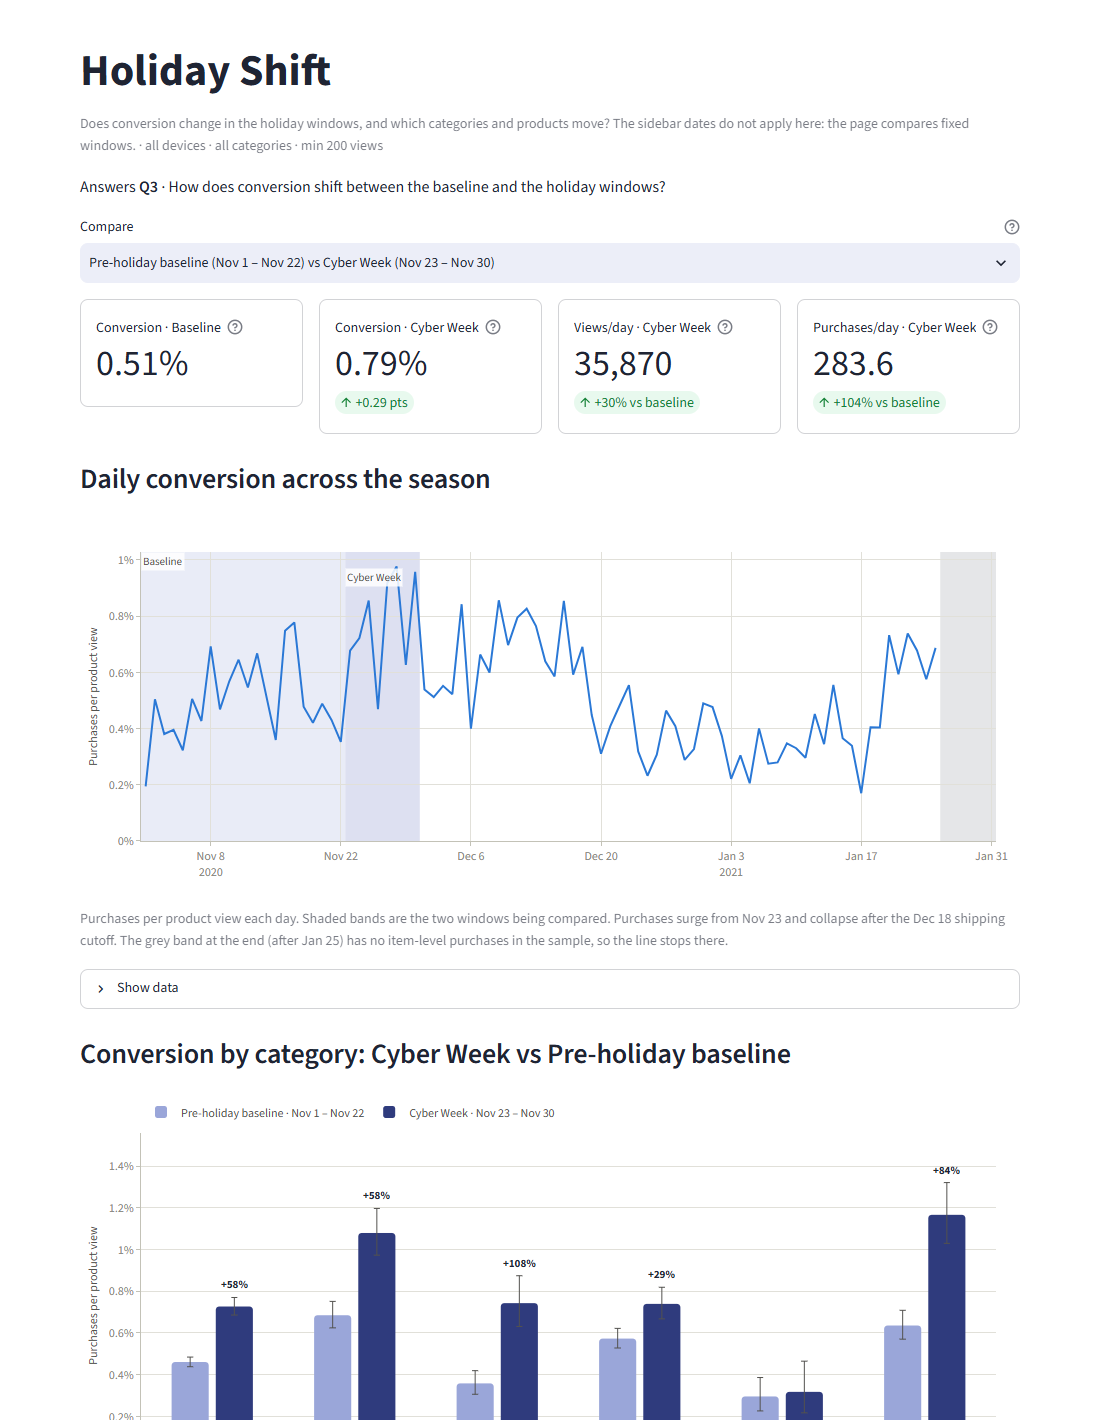 Holiday Shift
Does conversion change in the holiday windows, and which categories and products move? The sidebar dates do not apply here: the page compares fixed
windows. · all devices · all categories · min 200 views
Answers Q3 · How does conversion shift between the baseline and the holiday windows?
Compare
Pre-holiday baseline (Nov 1 – Nov 22) vs Cyber Week (Nov 23 – Nov 30)
Conversion · Baseline
0.51%
Conversion · Cyber Week
0.79%
↑ +0.29 pts
Views/day · Cyber Week
35,870
↑ +30% vs baseline
Purchases/day · Cyber Week
283.6
↑ +104% vs baseline
Daily conversion across the season
Purchases per product view
1%
0.8%
0.6%
0.4%
0.2%
0%
Baseline
Cyber Week
Nov 8
2020
Nov 22
Dec 6
Dec 20
Jan 3
2021
Jan 17
Jan 31
Purchases per product view each day. Shaded bands are the two windows being compared. Purchases surge from Nov 23 and collapse after the Dec 18 shipping
cutoff. The grey band at the end (after Jan 25) has no item-level purchases in the sample, so the line stops there.
Show data
Conversion by category: Cyber Week vs Pre-holiday baseline
Pre-holiday baseline · Nov 1 – Nov 22
Cyber Week · Nov 23 – Nov 30
Purchases per product view
1.4%
1.2%
1%
0.8%
0.6%
0.4%
0.2%
+58%
+58%
+108%
+29%
+84%